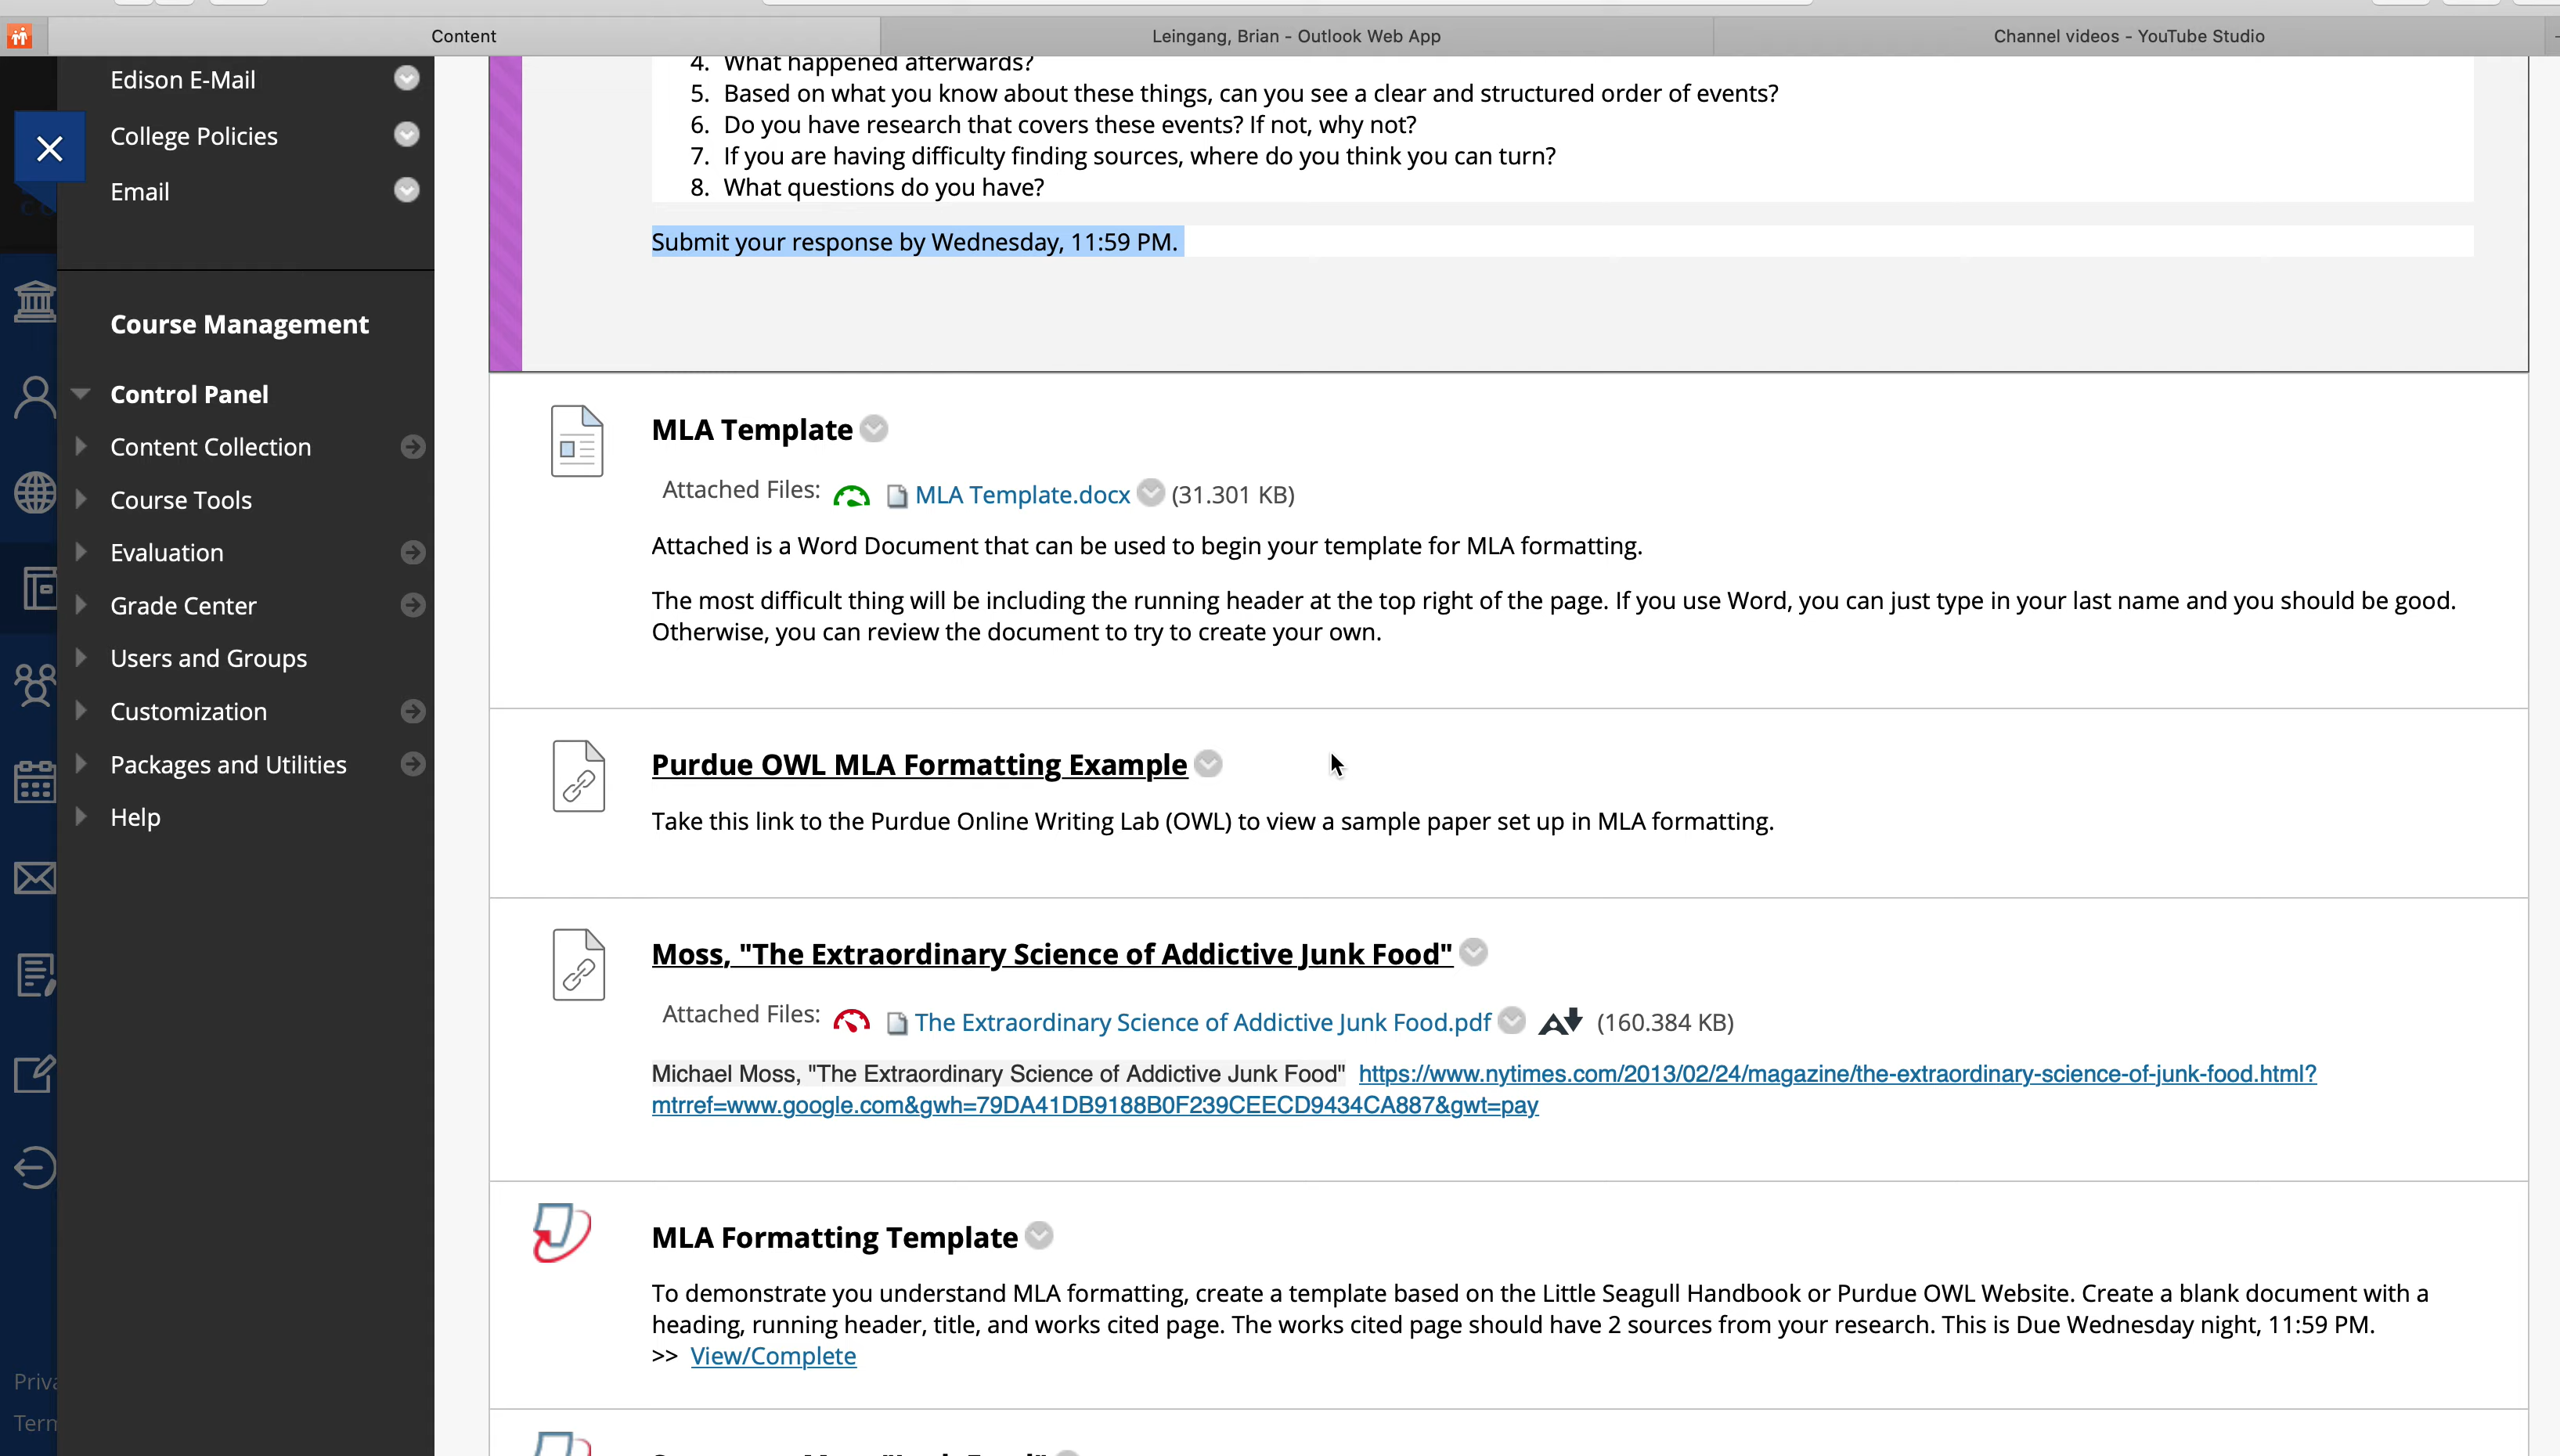 Content
Leingang, Brian - Outlook Web App
Channel videos - YouTube Studio
Edison E-Mail
College Policies
Email
Course Management
Control Panel
Content Collection
Course Tools
Evaluation
Grade Center
Users and Groups
Customization
Packages and Utilities
Help
4. What happened afterwards?
5. Based on what you know about these things, can you see a clear and structured order of events?
6. Do you have research that covers these events? If not, why not?
7. If you are having difficulty finding sources, where do you think you can turn?
8. What questions do you have?
Submit your response by Wednesday, 11:59 PM.
MLA Template
Attached Files: MLA Template.docx (31.301 KB)
Attached is a Word Document that can be used to begin your template for MLA formatting.
The most difficult thing will be including the running header at the top right of the page. If you use Word, you can just type in your last name and you should be good.
Otherwise, you can review the document to try to create your own.
Purdue OWL MLA Formatting Example
Take this link to the Purdue Online Writing Lab (OWL) to view a sample paper set up in MLA formatting.
Moss, "The Extraordinary Science of Addictive Junk Food"
Attached Files: The Extraordinary Science of Addictive Junk Food.pdf (160.384 KB)
Michael Moss, "The Extraordinary Science of Addictive Junk Food" https://www.nytimes.com/2013/02/24/magazine/the-extraordinary-science-of-junk-food.html?
mtrref=www.google.com&gwh=79DA41DB9188B0F239CEECD9434CA887&gwt=pay
MLA Formatting Template
To demonstrate you understand MLA formatting, create a template based on the Little Seagull Handbook or Purdue OWL Website. Create a blank document with a
heading, running header, title, and works cited page. The works cited page should have 2 sources from your research. This is Due Wednesday night, 11:59 PM.
>> View/Complete
Priva
Term